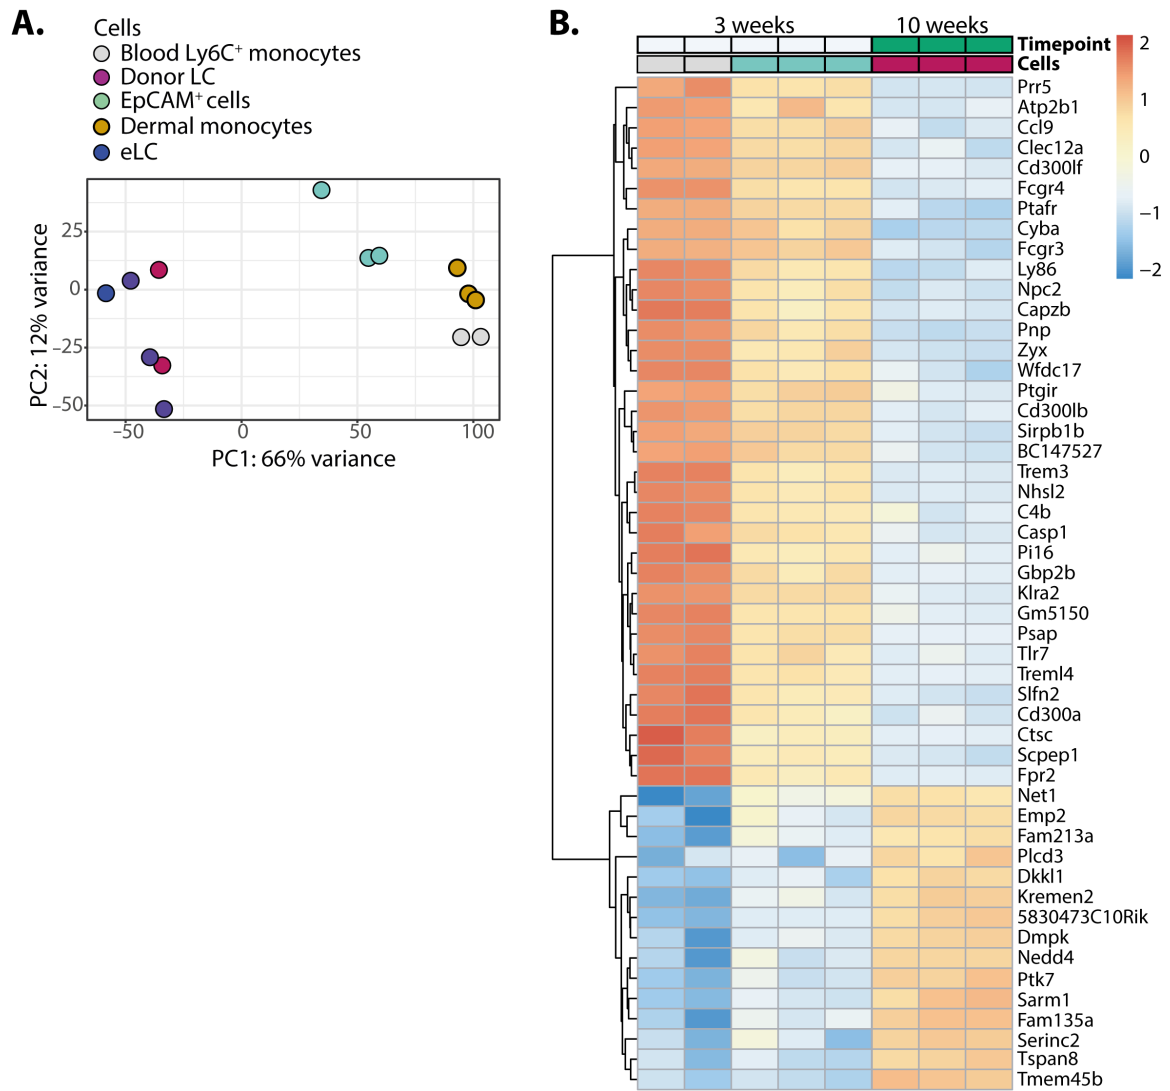 A.
Cells
Blood Ly6C+ monocytes
Donor LC
EpCAM+ cells
Dermal monocytes
eLC
25
0
−25
−50
PC2: 12% variance
−50
0
50
100
PC1: 66% variance
B.
3 weeks
10 weeks
Timepoint
Cells
2
1
0
−1
−2
Prr5
Atp2b1
Ccl9
Clec12a
Cd300lf
Fcgr4
Ptafr
Cyba
Fcgr3
Ly86
Npc2
Capzb
Pnp
Zyx
Wfdc17
Ptgir
Cd300lb
Sirpb1b
BC147527
Trem3
Nhsl2
C4b
Casp1
Pi16
Gbp2b
Klra2
Gm5150
Psap
Tlr7
Treml4
Slfn2
Cd300a
Ctsc
Scpep1
Fpr2
Net1
Emp2
Fam213a
Plcd3
Dkkl1
Kremen2
5830473C10Rik
Dmpk
Nedd4
Ptk7
Sarm1
Fam135a
Serinc2
Tspan8
Tmem45b